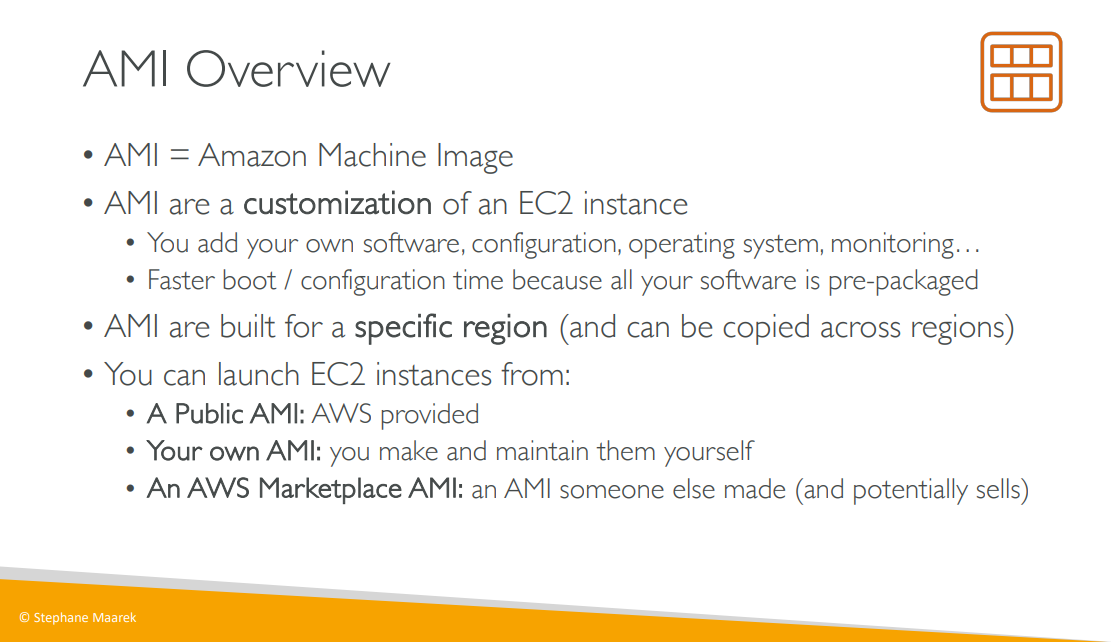 AMI Overview
• AMI = Amazon Machine Image
• AMI are a customization of an EC2 instance
• You add your own software, configuration, operating system, monitoring…
• Faster boot / configuration time because all your software is pre-packaged
• AMI are built for a specific region (and can be copied across regions)
• You can launch EC2 instances from:
• A Public AMI: AWS provided
• Your own AMI: you make and maintain them yourself
• An AWS Marketplace AMI: an AMI someone else made (and potentially sells)
© Stephane Maarek